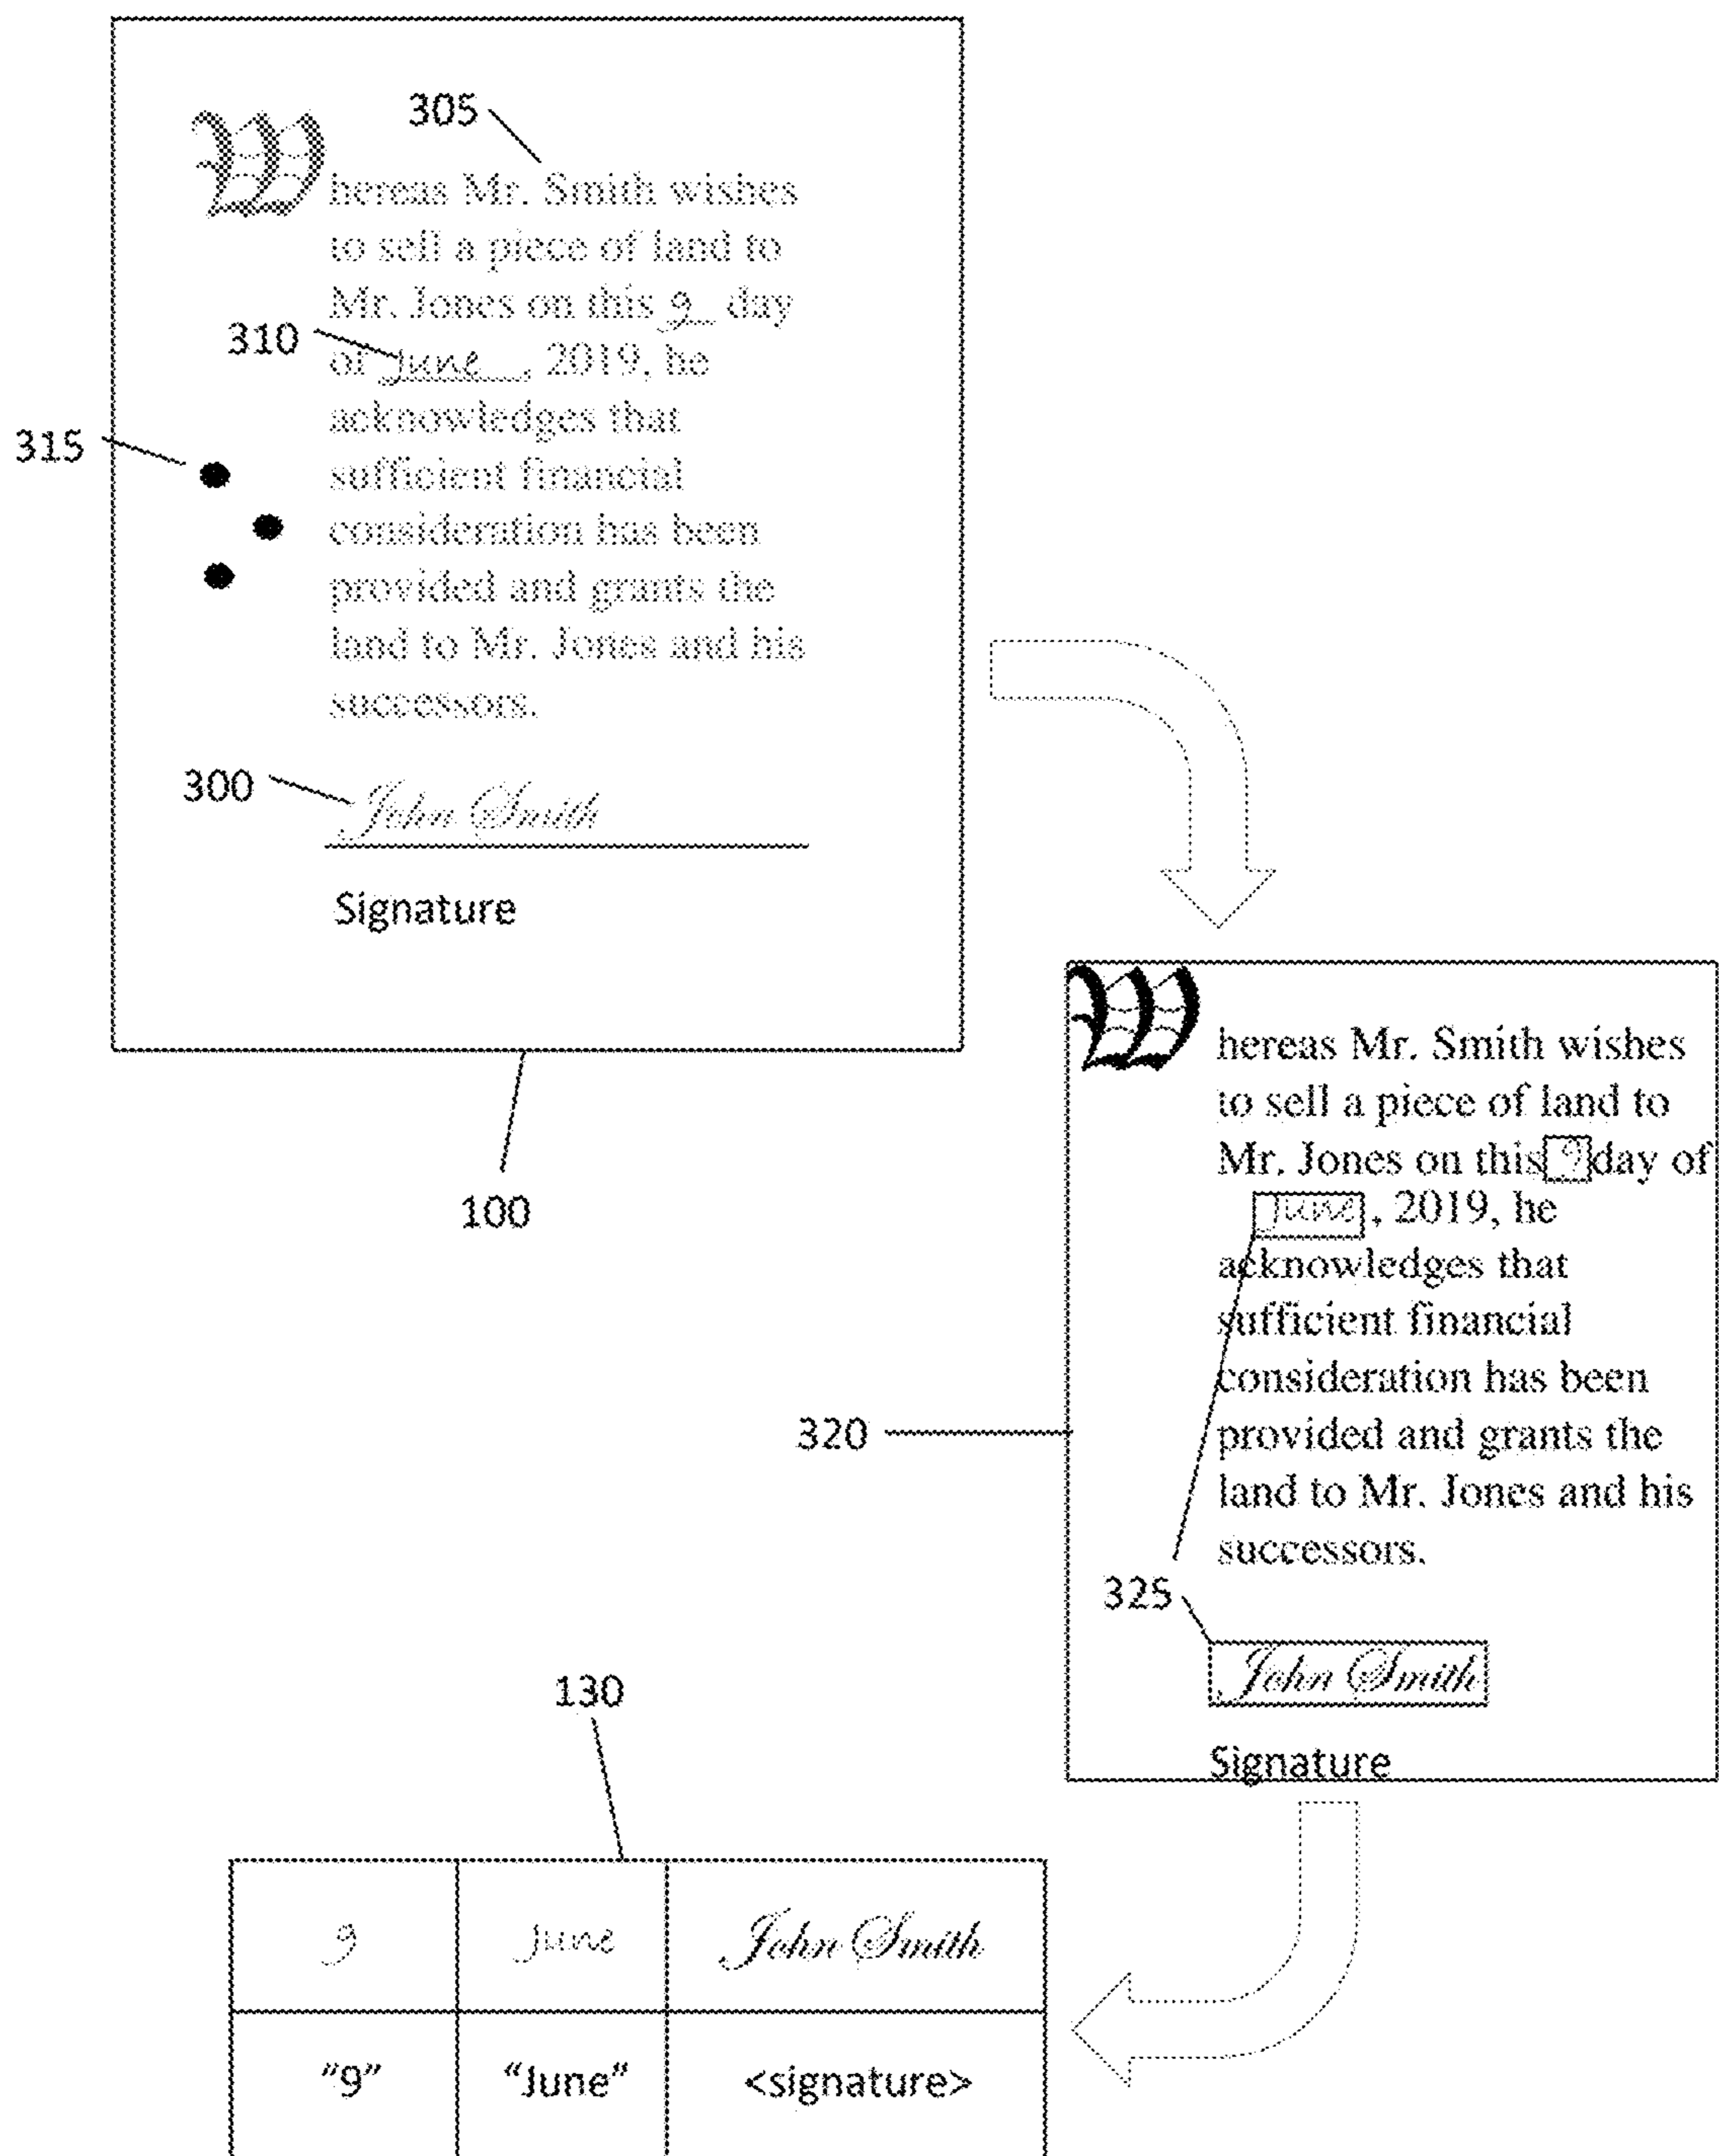 305
Whereas Mr. Smith wishes
to sell a piece of land to
Mr. Jones on this 9 day
310
of June, 2019, he
acknowledges that
315
sufficient financial
consideration has been
provided and grants the
land to Mr. Jones and his
successors.
300
John Smith
Signature
100
Whereas Mr. Smith wishes
to sell a piece of land to
Mr. Jones on this 9 day of
June, 2019, he
acknowledges that
sufficient financial
consideration has been
320
provided and grants the
land to Mr. Jones and his
successors.
325
John Smith
Signature
130
9 June John Smith
"9" "June" <signature>